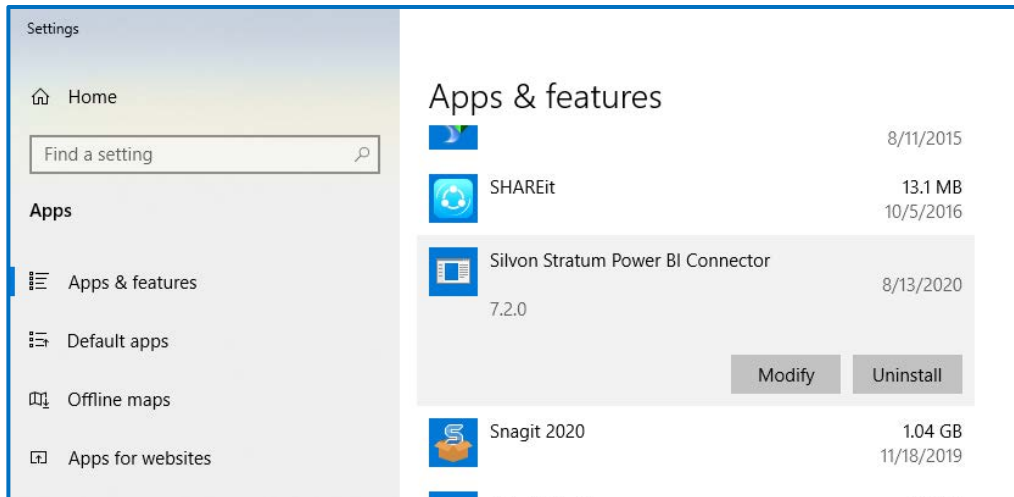 Settings
Home
Find a setting
Apps
Apps & features
Default apps
Offline maps
Apps for websites
Apps & features
8/11/2015
SHAREit 13.1 MB
10/5/2016
Silvon Stratum Power BI Connector
8/13/2020
7.2.0
Modify Uninstall
Snagit 2020 1.04 GB
11/18/2019